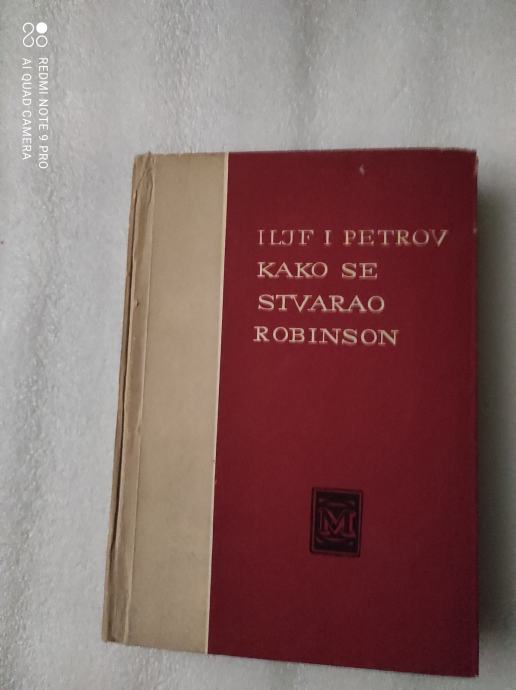 ILJF I PETROV
KAKO SE
STVARAO
ROBINSON
M
REDMI NOTE 9 PRO
AI QUAD CAMERA